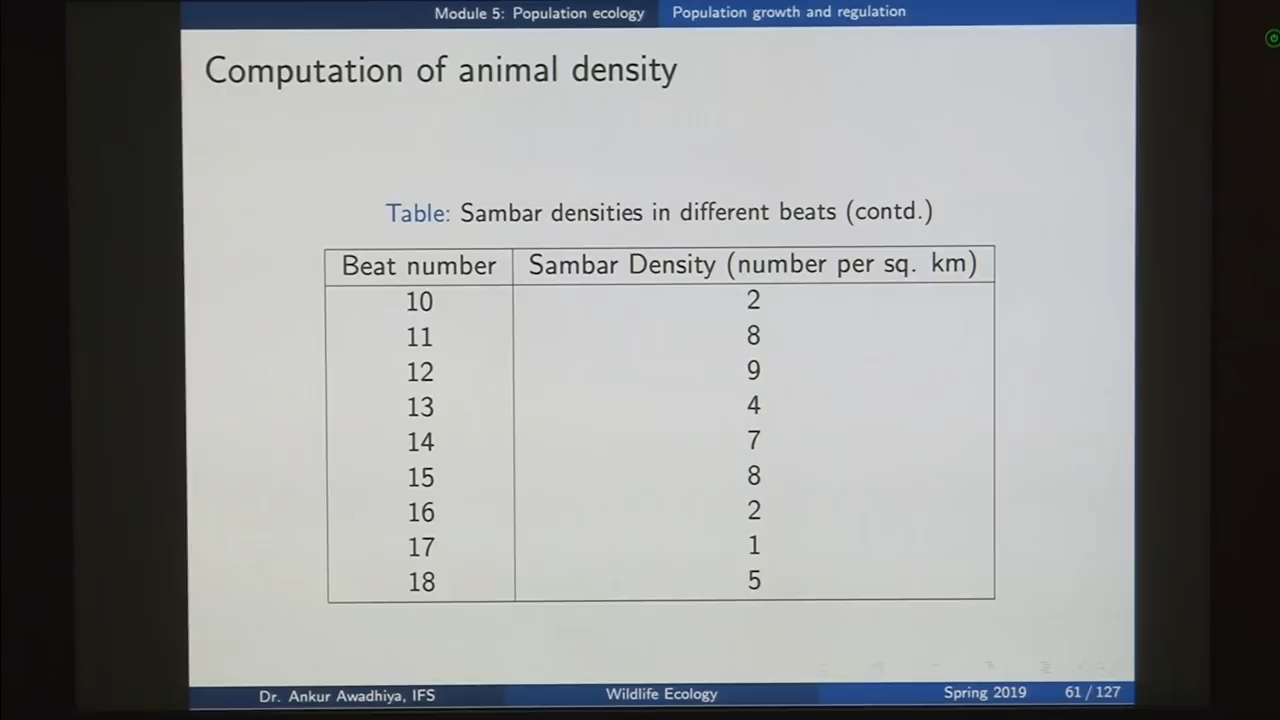 Module 5: Population ecology Population growth and regulation
Computation of animal density
Table: Sambar densities in different beats (contd.)
Beat number Sambar Density (number per sq. km)
10 2
11 8
12 9
13 4
14 7
15 8
16 2
17 1
18 5
Dr. Ankur Awadhiya, IFS Wildlife Ecology Spring 2019 61 / 127